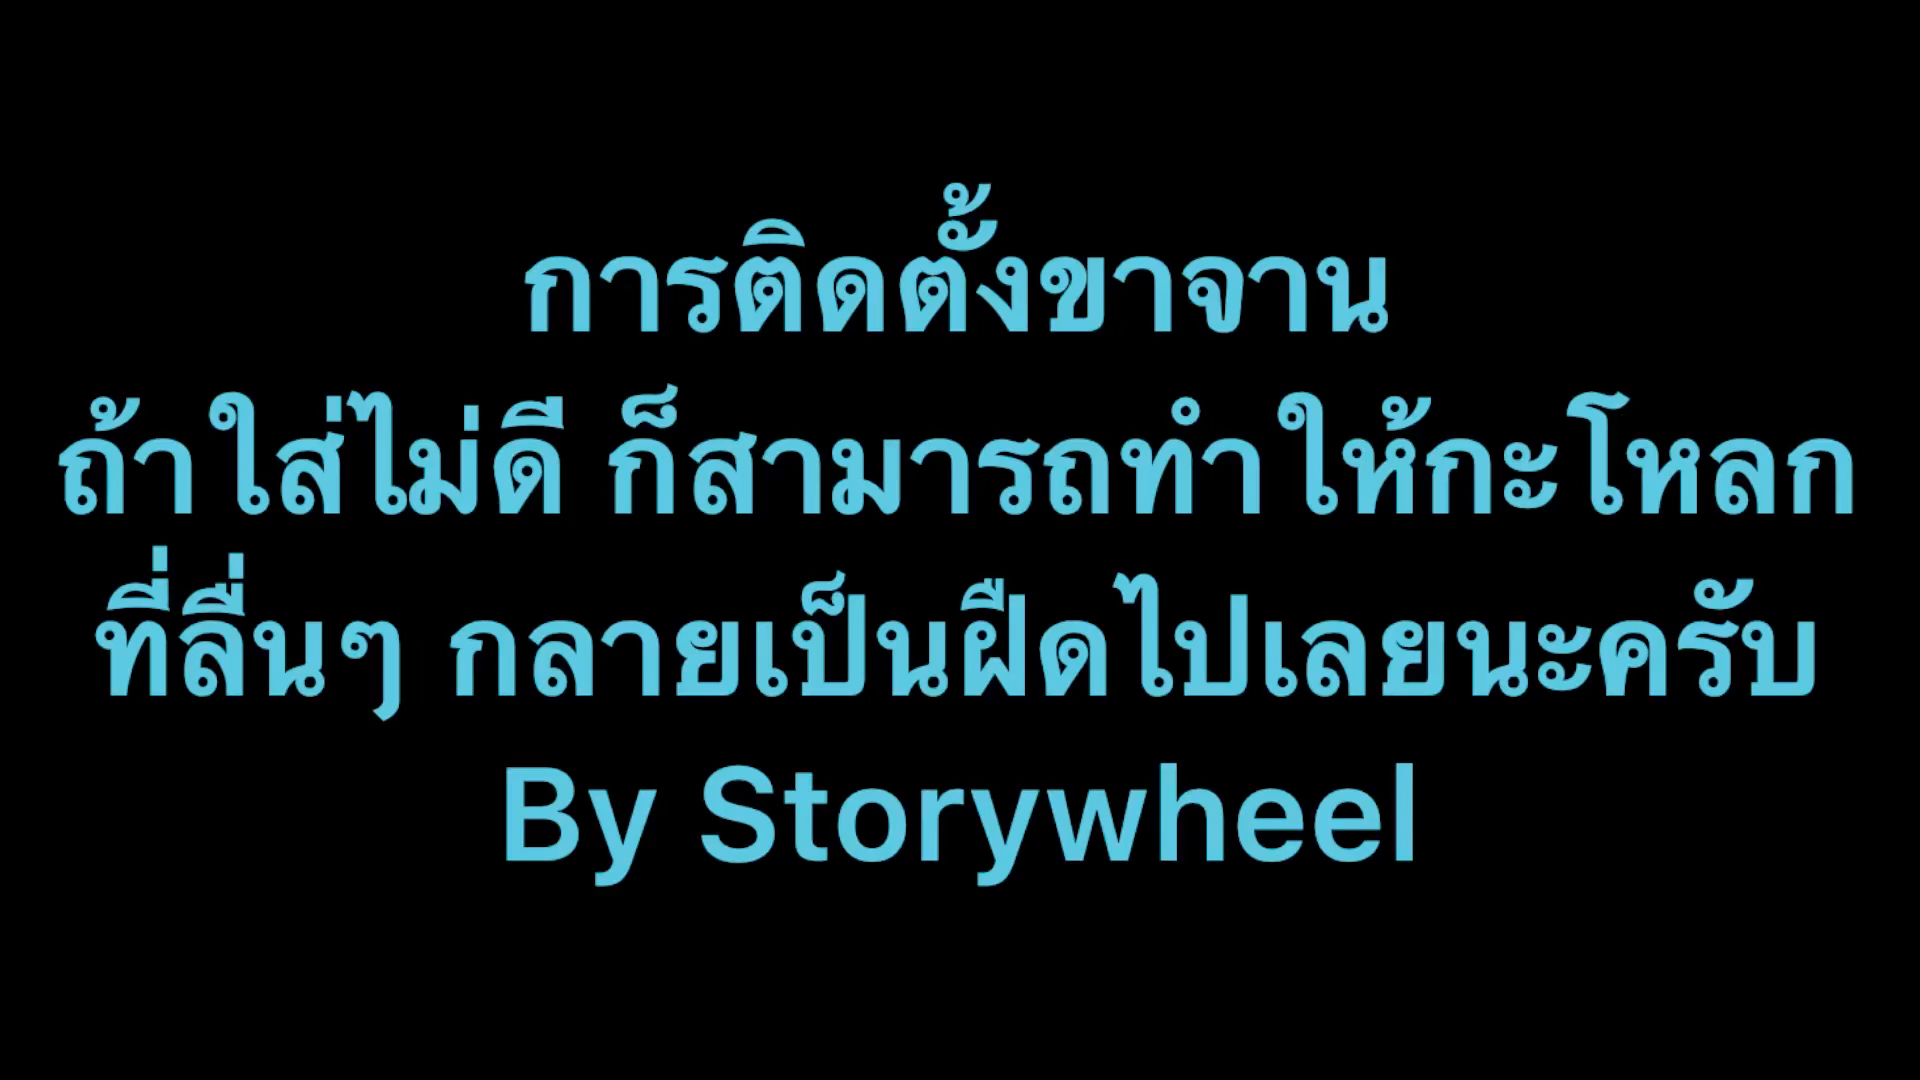 การติดตั้งขาจาน
ถ้าใส่ไม่ดี ก็สามารถทำให้กะโหลก
ที่ลื่นๆ กลายเป็นฝืดไปเลยนะครับ
By Storywheel